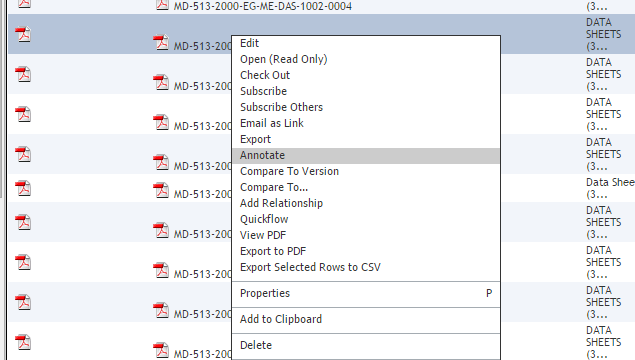 MD-513-2000-EG-ME-DAS-1002-0004
(3...
DATA
SHEETS
(3...
MD-513-200
Edit
Open (Read Only)
Check Out
Subscribe
Subscribe Others
Email as Link
Export
Annotate
Compare To Version
Compare To...
Add Relationship
Quickflow
View PDF
Export to PDF
Export Selected Rows to CSV
Properties P
Add to Clipboard
Delete
MD-513-200
DATA
SHEETS
(3...
MD-513-200
DATA
SHEETS
(3...
MD-513-200
DATA
SHEETS
(3...
MD-513-200
Data Shee
MD-513-200
DATA
SHEETS
(3...
MD-513-200
DATA
SHEETS
(3...
MD-513-200
DATA
SHEETS
(3...
MD-513-200
DATA
SHEETS
(3...